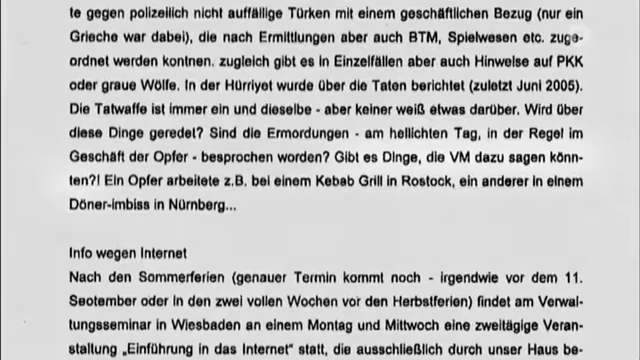 te gegen polizeilich nicht auffällige Türken mit einem geschäftlichen Bezug (nur ein
Grieche war dabei), die nach Ermittlungen aber auch BTM, Spielwesen etc. zuge-
ordnet werden konnten. zugleich gibt es in Einzelfällen aber auch Hinweise auf PKK
oder graue Wölfe. In der Hürriyet wurde über die Taten berichtet (zuletzt Juni 2005).
Die Tatwaffe ist immer ein und dieselbe - aber keiner weiß etwas darüber. Wird über
diese Dinge geredet? Sind die Ermordungen - am hellichten Tag, in der Regel im
Geschäft der Opfer - besprochen worden? Gibt es Dinge, die VM dazu sagen könn-
ten?! Ein Opfer arbeitete z.B. bei einem Kebab Grill in Rostock, ein anderer in einem
Döner-imbiss in Nürnberg...
Info wegen Internet
Nach den Sommerferien (genauer Termin kommt noch - irgendwie vor dem 11.
September oder in den zwei vollen Wochen vor den Herbstferien) findet am Verwal-
tungsseminar in Wiesbaden an einem Montag und Mittwoch eine zweitägige Veran-
staltung „Einführung in das Internet" statt, die ausschließlich durch unser Haus be-